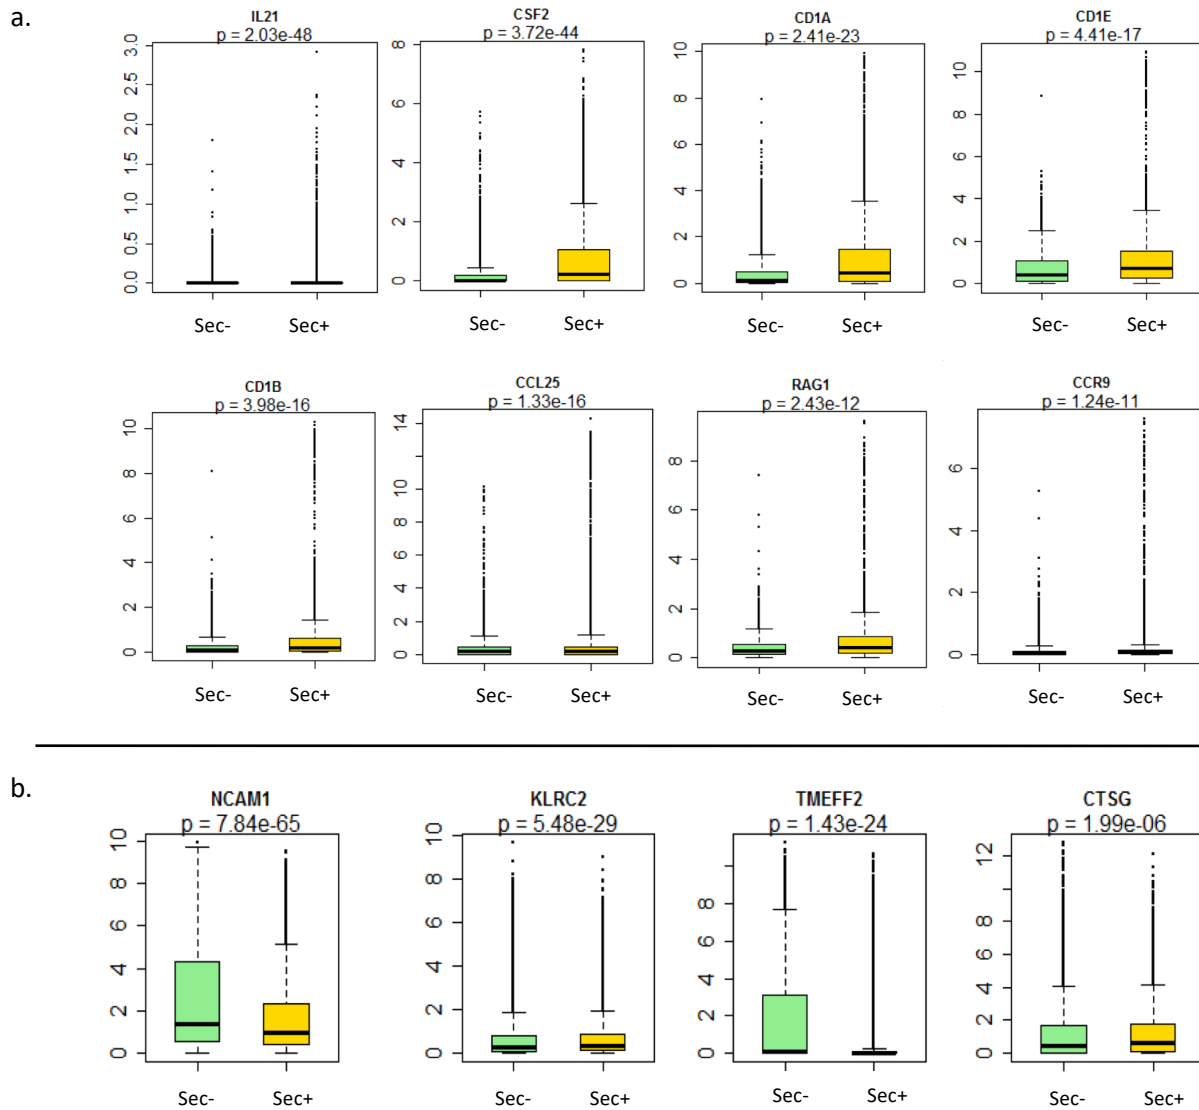 a.
IL21
p = 2.03e-48
0.0 0.5 1.0 1.5 2.0 2.5 3.0
Sec- Sec+
CSF2
p = 3.72e-44
0 2 4 6 8
Sec- Sec+
CD1A
p = 2.41e-23
0 2 4 6 8 10
Sec- Sec+
CD1E
p = 4.41e-17
0 2 4 6 8 10
Sec- Sec+
CD1B
p = 3.98e-16
0 2 4 6 8 10
Sec- Sec+
CCL25
p = 1.33e-16
0 2 4 6 8 10 14
Sec- Sec+
RAG1
p = 2.43e-12
0 2 4 6 8
Sec- Sec+
CCR9
p = 1.24e-11
0 2 4 6
Sec- Sec+
b.
NCAM1
p = 7.84e-65
0 2 4 6 8 10
Sec- Sec+
KLRC2
p = 5.48e-29
0 2 4 6 8 10
Sec- Sec+
TMEFF2
p = 1.43e-24
0 2 4 6 8
Sec- Sec+
CTSG
p = 1.99e-06
0 2 4 6 8 12
Sec- Sec+